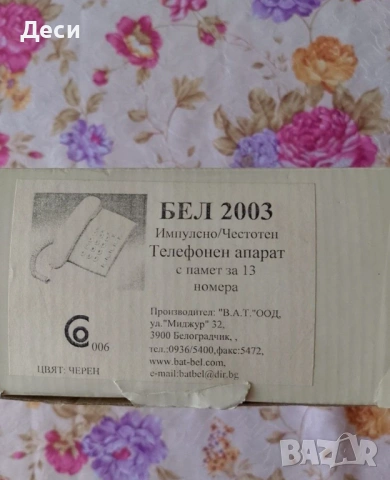 Деси
БЕЛ 2003
Импулсно/Честотен
Телефонен апарат
с памет за 13
номера
Производител: "В.А.Т."ООД,
ул."Миджур" 32,
3900 Белоградчик, ,
тел.:0936/5400,факс:5472,
www.bat-bel.com,
e-mail:batbel@dir.bg
006
ЦВЯТ: ЧЕРЕН
BAZAR